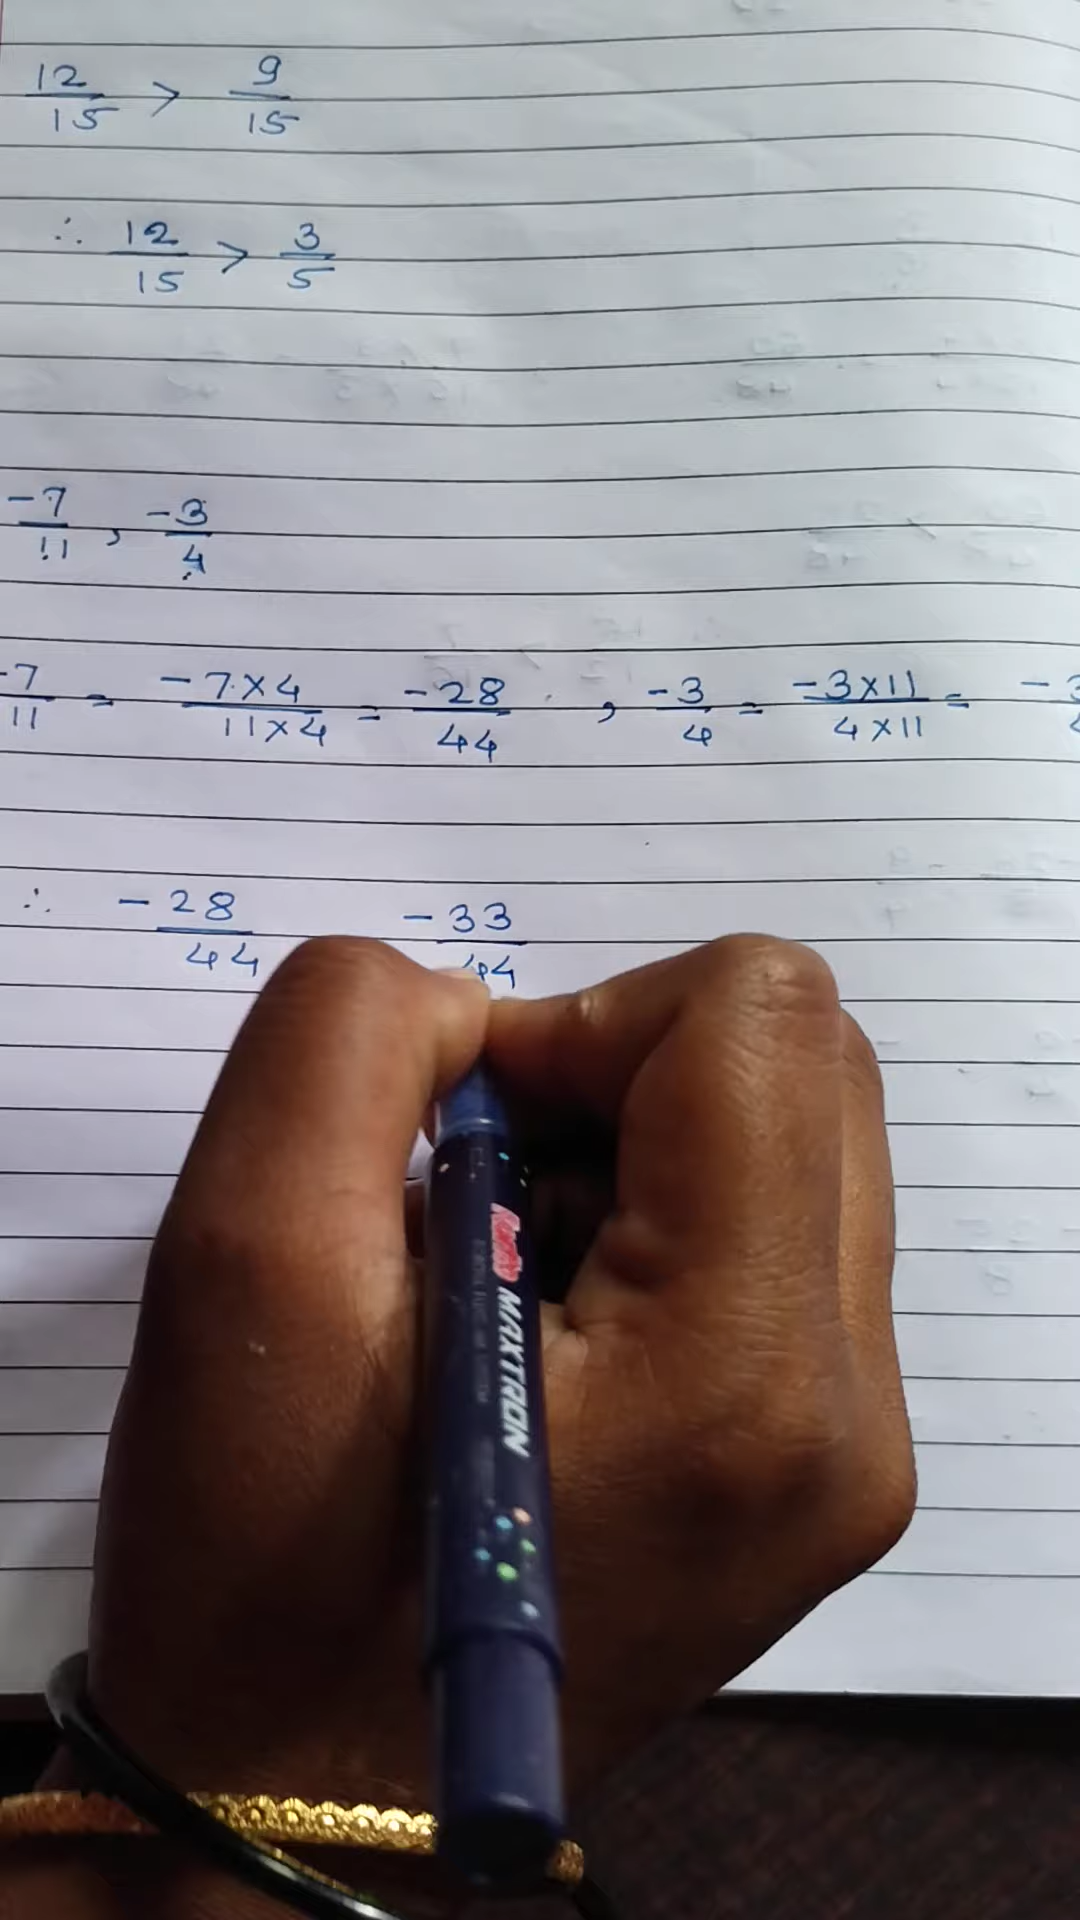 12/15 > 9/15
∴ 12/15 > 3/5
-7/11 , -3/4
-7/11 = -7×4/11×4 = -28/44 , -3/4 = -3×11/4×11 = -3
∴ -28/44 -33/44
MAXTRON